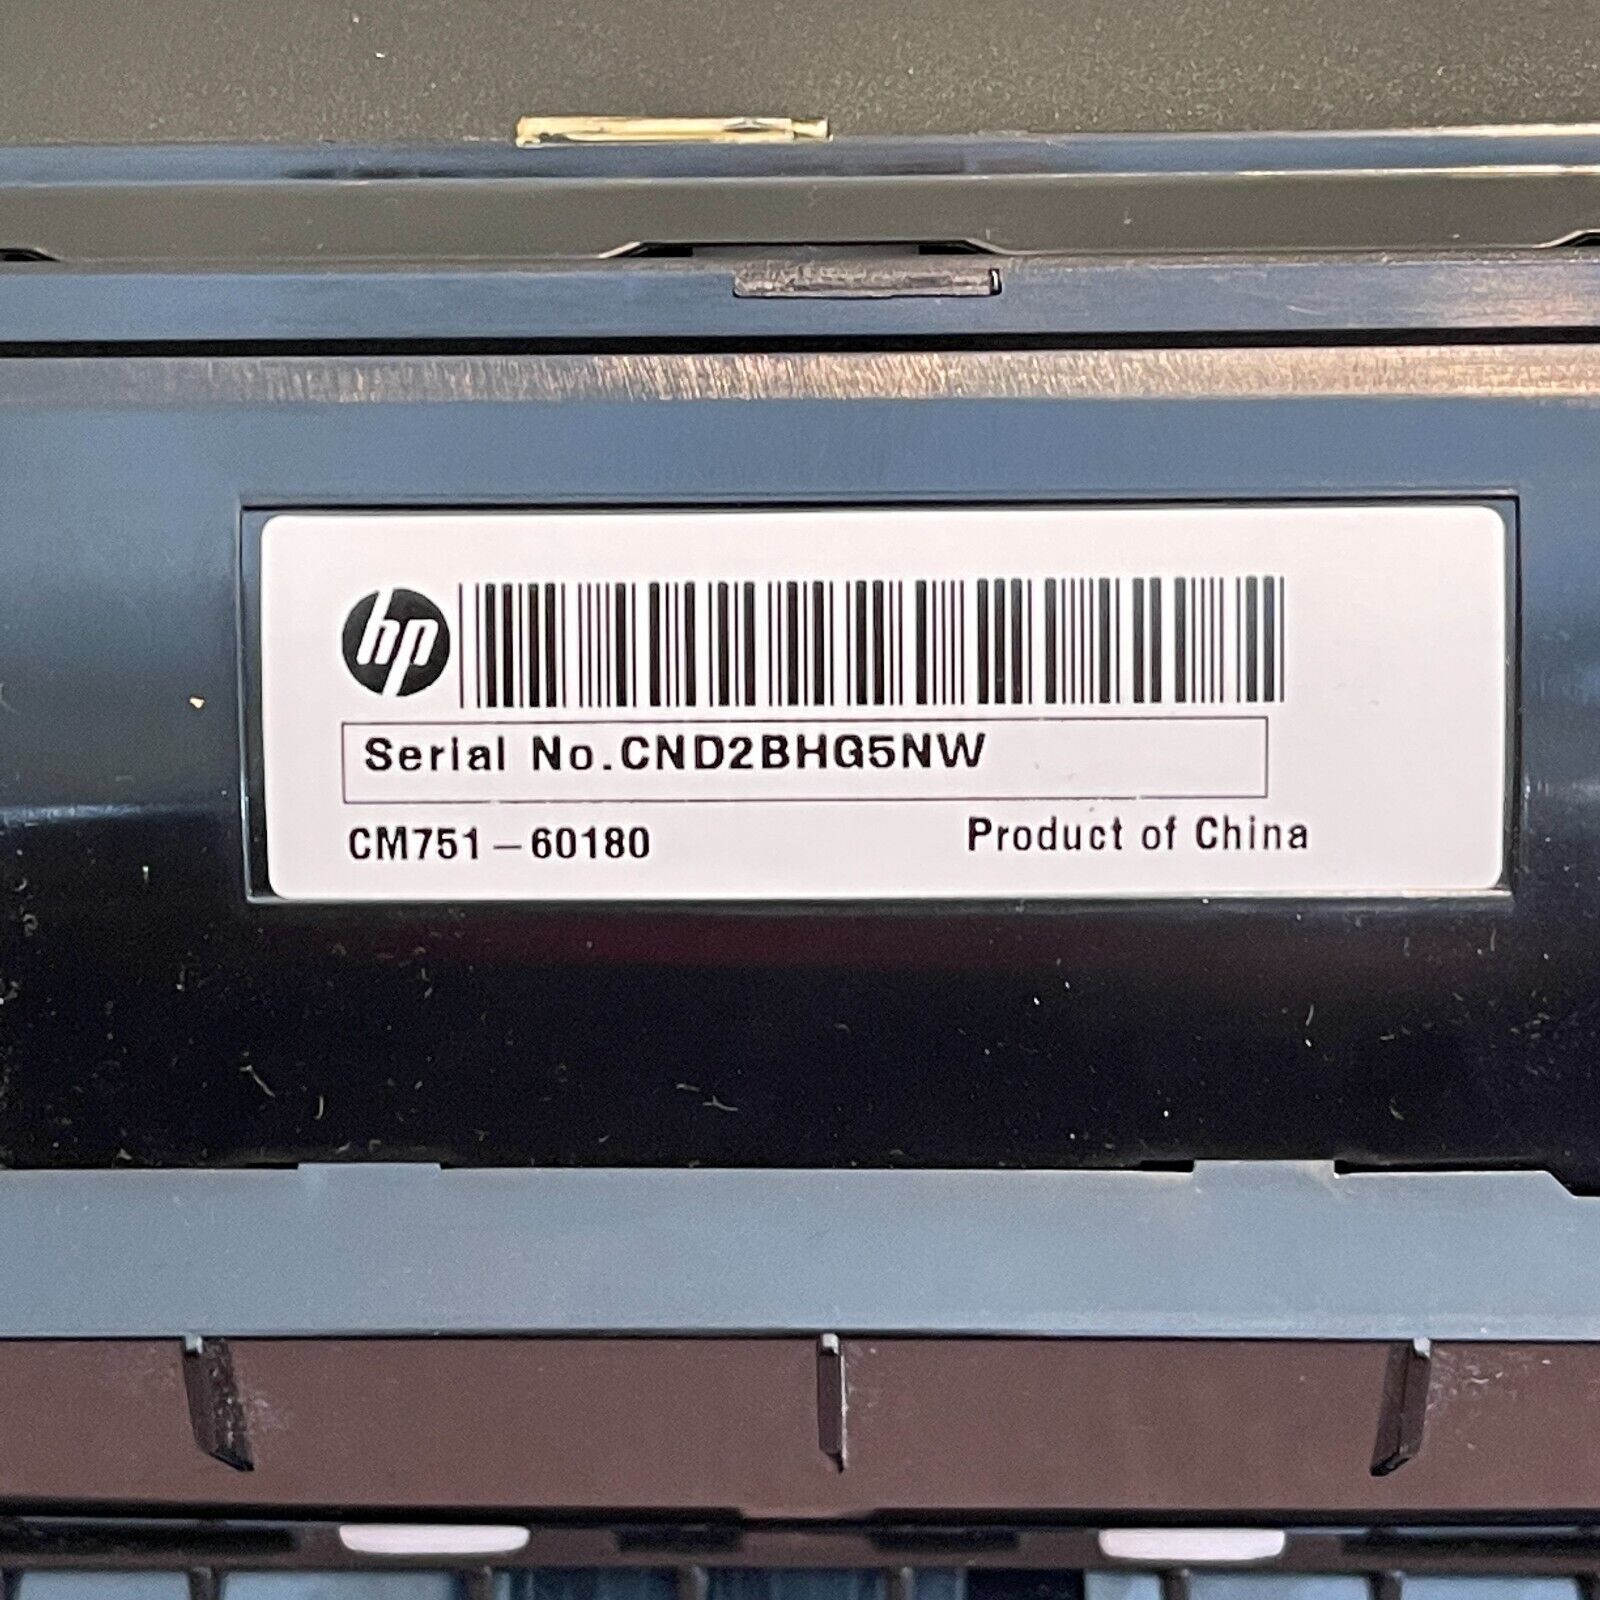 hp
Serial No.CND2BHG5NW
CM751-60180
Product of China